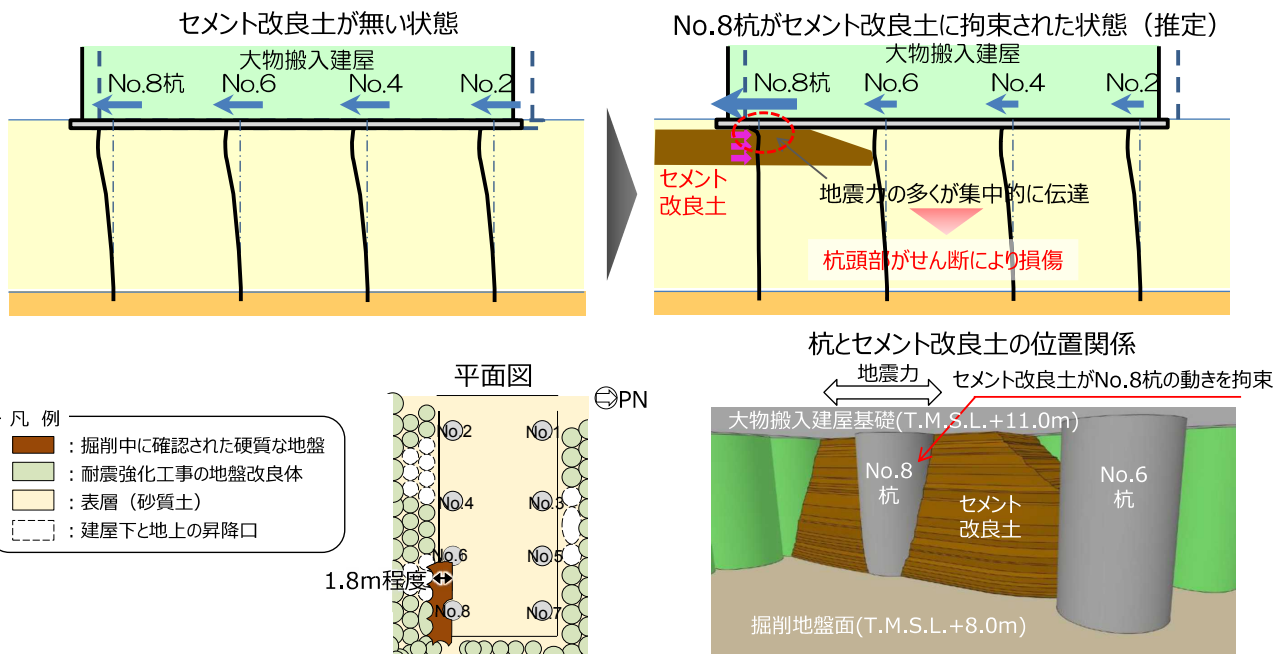 セメント改良土が無い状態
大物搬入建屋
No.8杭
No.6
No.4
No.2
No.8杭がセメント改良土に拘束された状態（推定）
大物搬入建屋
No.8杭
No.6
No.4
No.2
セメント
改良土
地震力の多くが集中的に伝達
杭頭部がせん断により損傷
凡 例
：掘削中に確認された硬質な地盤
：耐震強化工事の地盤改良体
：表層（砂質土）
：建屋下と地上の昇降口
平面図
PN
No.2
No.1
No.4
No.3
No.6
No.5
1.8m程度
No.8
No.7
杭とセメント改良土の位置関係
地震力
セメント改良土がNo.8杭の動きを拘束
大物搬入建屋基礎(T.M.S.L.+11.0m)
No.8
杭
No.6
杭
セメント
改良土
掘削地盤面(T.M.S.L.+8.0m)